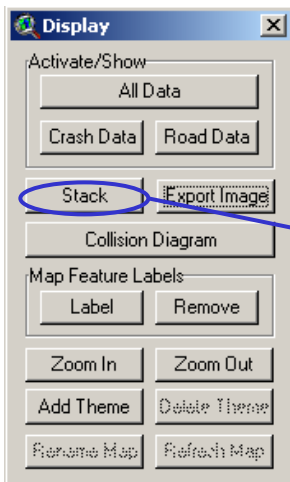 Display
Activate/Show
All Data
Crash Data Road Data
Stack Export Image
Collision Diagram
Map Feature Labels
Label Remove
Zoom In Zoom Out
Add Theme Delete Theme
Rename Map Refresh Map